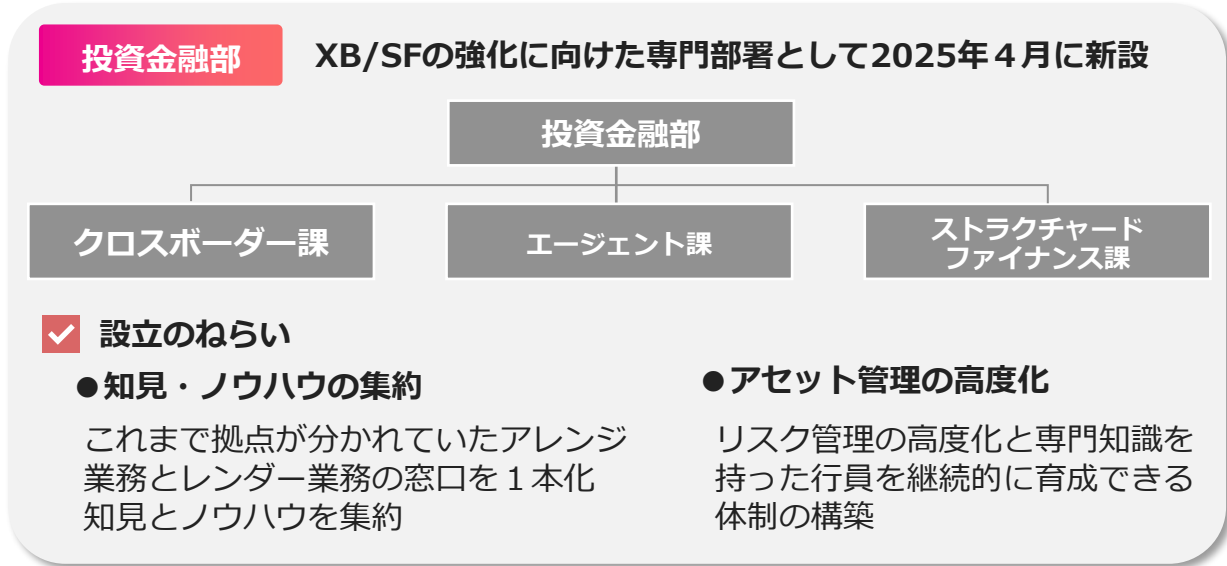 投資金融部
XB/SFの強化に向けた専門部署として2025年４月に新設
投資金融部
クロスボーダー課
エージェント課
ストラクチャード
ファイナンス課
設立のねらい
●知見・ノウハウの集約
これまで拠点が分かれていたアレンジ
業務とレンダー業務の窓口を１本化
知見とノウハウを集約
●アセット管理の高度化
リスク管理の高度化と専門知識を
持った行員を継続的に育成できる
体制の構築